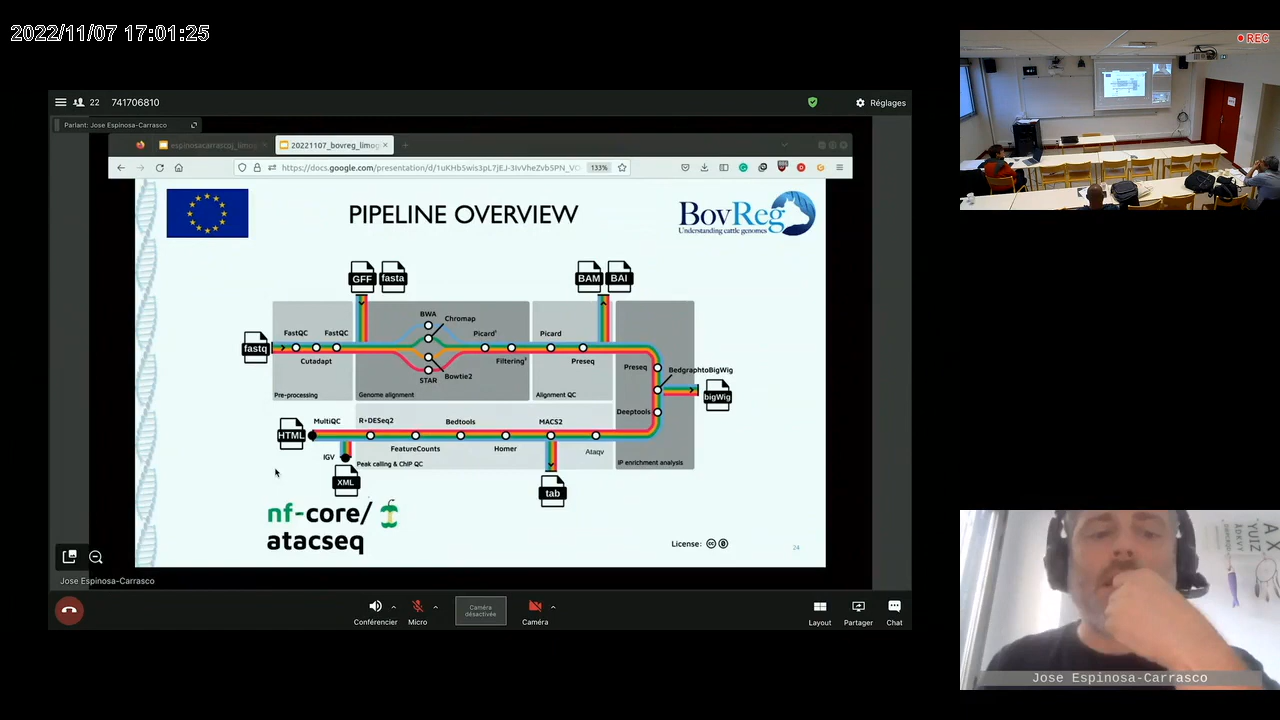 2022/11/07 17:01:25
REC
22 741706810
Réglages
Parlant: Jose Espinosa-Carrasco
espinosacarrascoj_limog
20221107_bovreg_limog
https://docs.google.com/presentation/d/1uKHbSwis3pL7jEJ-3IvVheZvbSPN_VC
133%
PIPELINE OVERVIEW
BovReg
Understanding cattle genomes
GFF fasta
BAM BAI
BWA
Chromap
FastQC FastQC
Picard
Picard
fastq
Cutadapt
Filtering
Preseq
Preseq
BedgraphtoBigWig
STAR
Bowtie2
Pre-processing
Genome alignment
Alignment QC
bigWig
Deeptools
MultiQC
R+DESeq2
Bedtools
MACS2
HTML
FeatureCounts
Homer
Ataqv
IGV
Peak calling & ChIP QC
IP enrichment analysis
XML
tab
nf-core/
atacseq
License:
24
Jose Espinosa-Carrasco
Caméra
désactivée
Conférencier
Micro
Caméra
Layout
Partager
Chat
Jose Espinosa-Carrasco